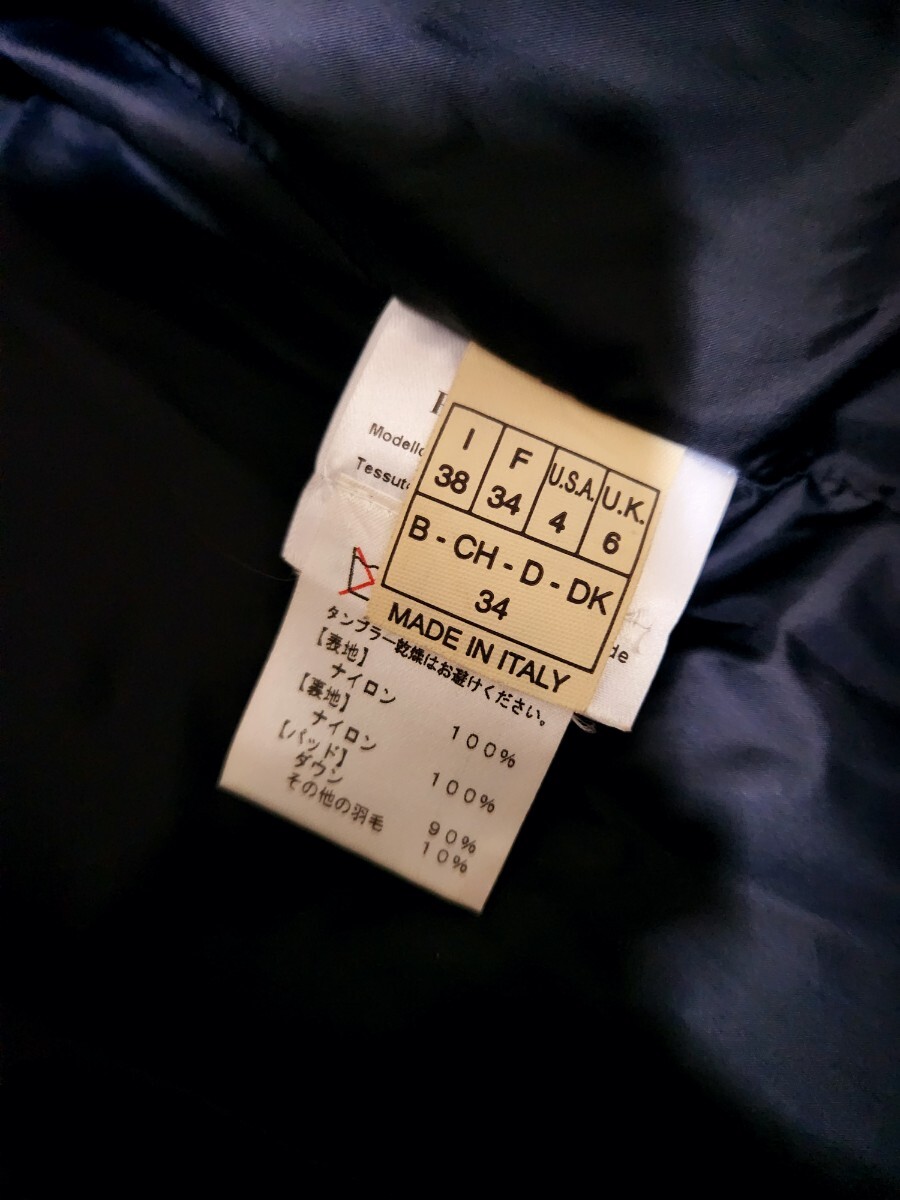 Modello
Tessut
I F U.S.A. U.K.
38 34 4 6
B - CH - D - DK
34
MADE IN ITALY
de
タンブラー乾燥はお避けください。
【表地】
ナイロン 100%
【裏地】
ナイロン 100%
【パッド】
ダウン 90%
その他の羽毛 10%